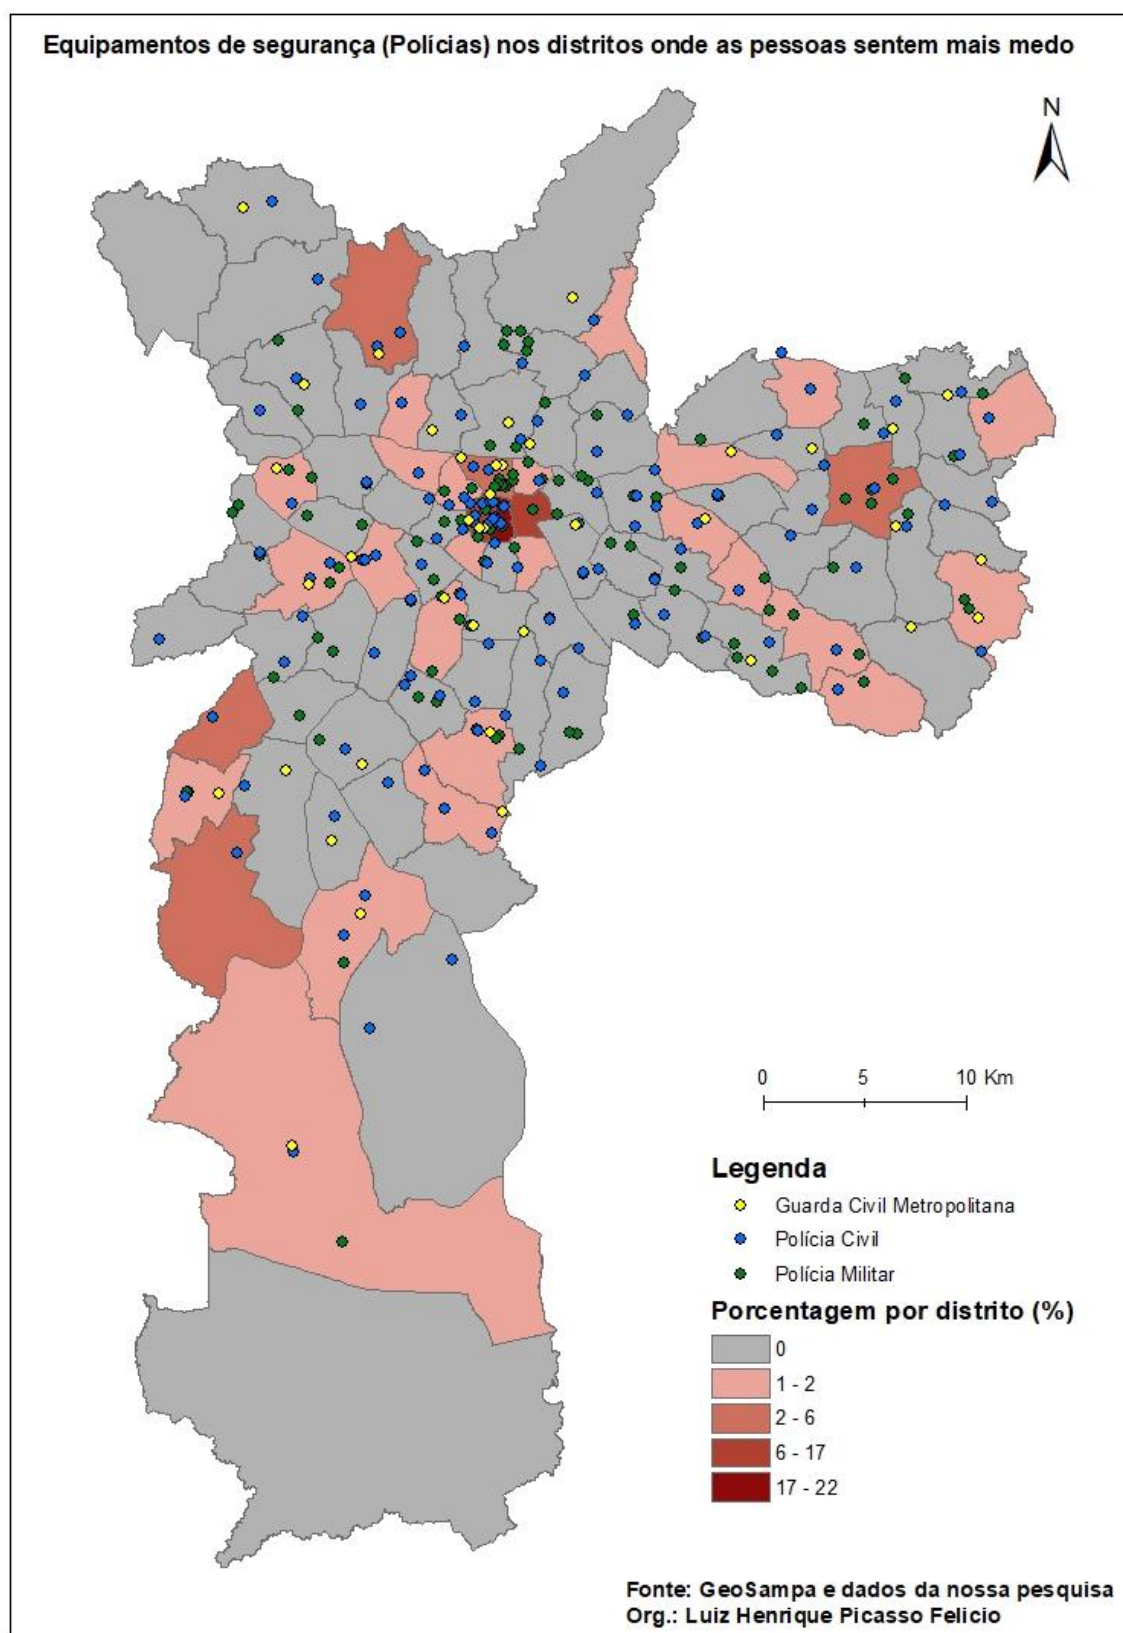 Equipamentos de segurança (Polícias) nos distritos onde as pessoas sentem mais medo
N
0 5 10 Km
Legenda
Guarda Civil Metropolitana
Polícia Civil
Polícia Militar
Porcentagem por distrito (%)
0
1 - 2
2 - 6
6 - 17
17 - 22
Fonte: GeoSampa e dados da nossa pesquisa
Org.: Luiz Henrique Picasso Felicio